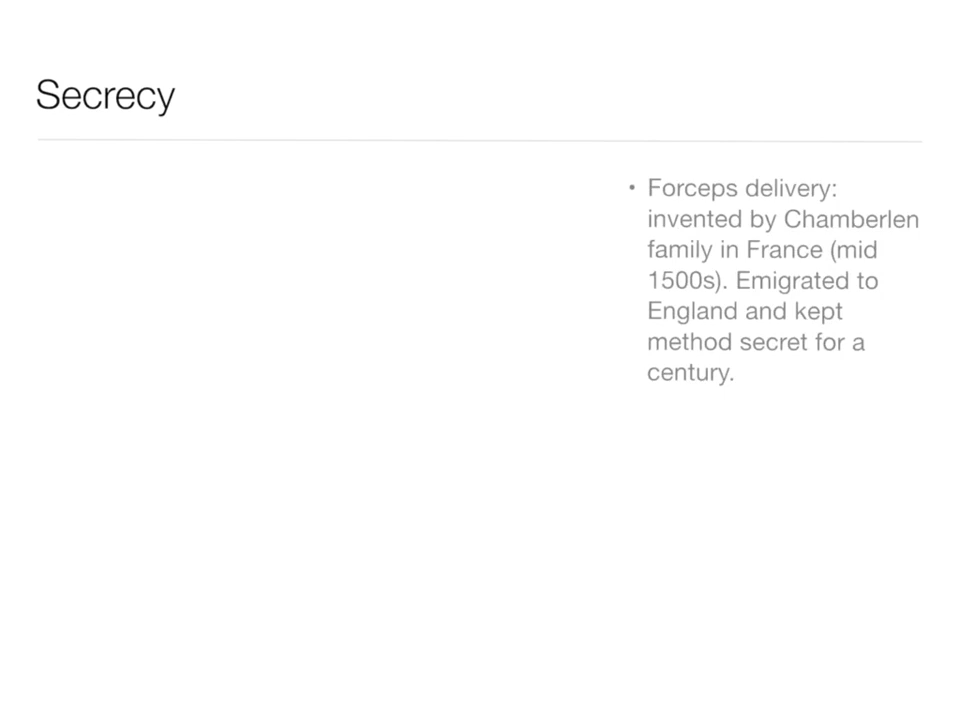 Secrecy
• Forceps delivery:
invented by Chamberlen
family in France (mid
1500s). Emigrated to
England and kept
method secret for a
century.